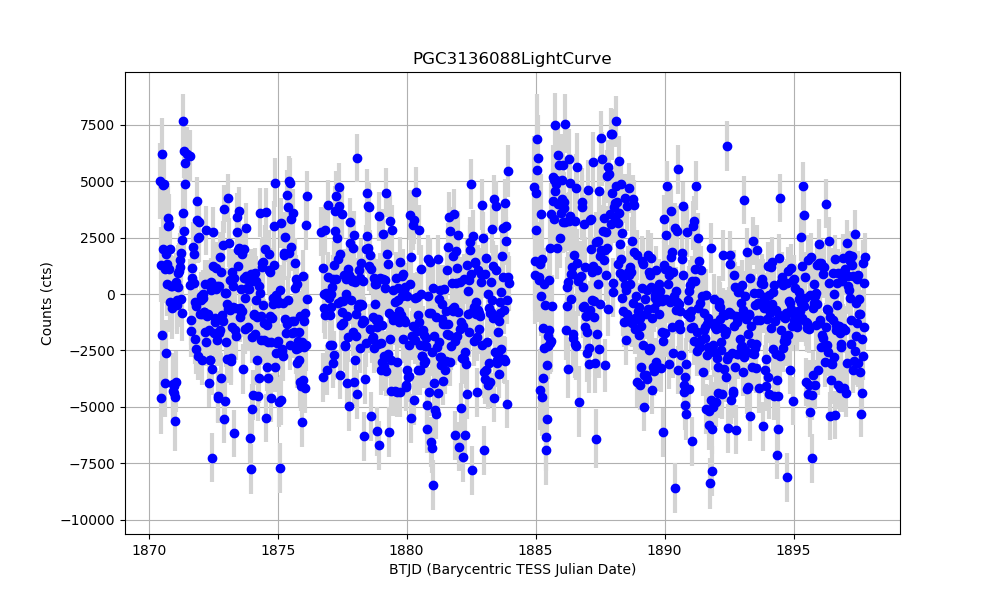 PGC3136088LightCurve
Counts (cts)
7500
5000
2500
0
−2500
−5000
−7500
−10000
1870 1875 1880 1885 1890 1895
BTJD (Barycentric TESS Julian Date)